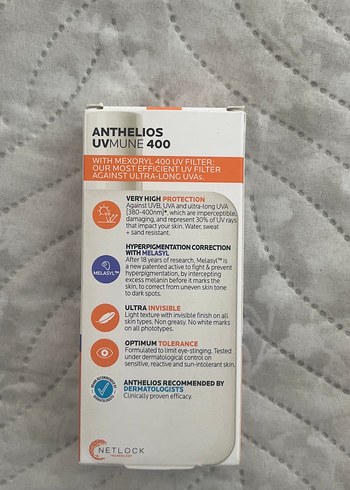 ANTHELIOS
UVMUNE 400
WITH MEXORYL 400 UV FILTER:
OUR MOST EFFICIENT UV FILTER
AGAINST ULTRA-LONG UVAs.
VERY HIGH PROTECTION
Against UVB, UVA and ultra-long UVA
[380-400nm]*, which are imperceptible,
damaging, and represent 30% of UV rays
that impact your skin. Water, sweat
+ sand resistant.
HYPERPIGMENTATION CORRECTION
WITH MELASYL
MELASYL™
After 18 years of research, Melasyl™ is
a new patented active to fight & prevent
hyperpigmentation, by intercepting
excess melanin before it marks the
skin, to correct from uneven skin tone
to dark spots.
ULTRA INVISIBLE
Light texture with invisible finish on all
skin types. Non greasy. No white marks
on all phototypes.
OPTIMUM TOLERANCE
Formulated to limit eye-stinging. Tested
under dermatological control on
sensitive, reactive and sun-intolerant skin.
ANTHELIOS RECOMMENDED BY
DERMATOLOGISTS
Clinically proven efficacy.
NETLOCK
TECHNOLOGY